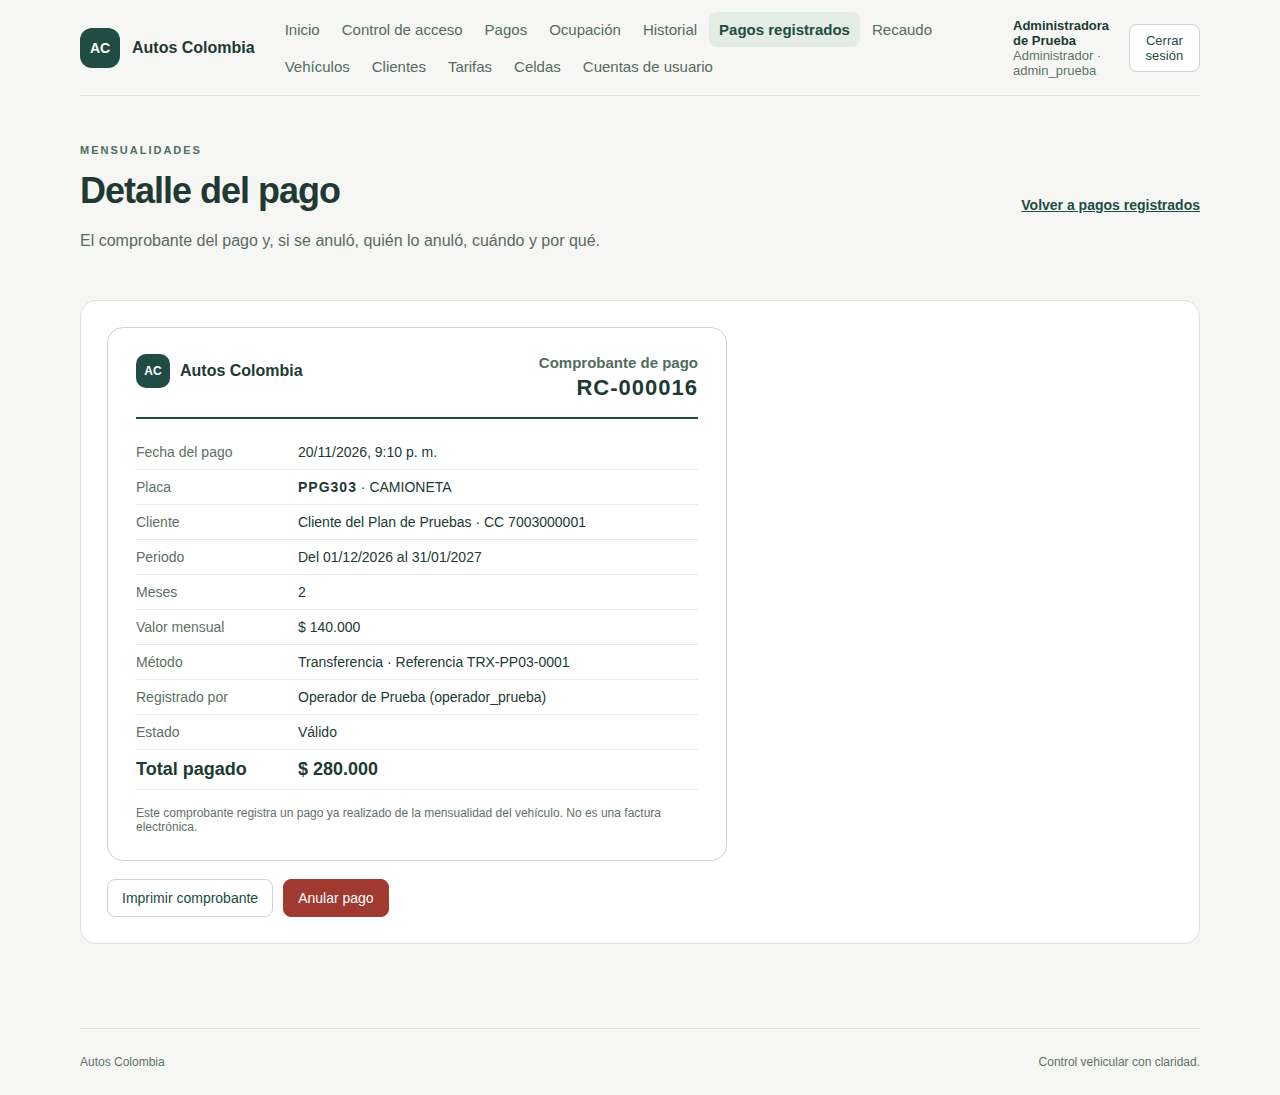 AC Autos Colombia
Inicio Control de acceso Pagos Ocupación Historial Pagos registrados Recaudo
Vehículos Clientes Tarifas Celdas Cuentas de usuario
Administradora
de Prueba
Administrador ·
admin_prueba
Cerrar
sesión
MENSUALIDADES
Detalle del pago
Volver a pagos registrados
El comprobante del pago y, si se anuló, quién lo anuló, cuándo y por qué.
AC Autos Colombia
Comprobante de pago
RC-000016
Fecha del pago 20/11/2026, 9:10 p. m.
Placa PPG303 · CAMIONETA
Cliente Cliente del Plan de Pruebas · CC 7003000001
Periodo Del 01/12/2026 al 31/01/2027
Meses 2
Valor mensual $ 140.000
Método Transferencia · Referencia TRX-PP03-0001
Registrado por Operador de Prueba (operador_prueba)
Estado Válido
Total pagado $ 280.000
Este comprobante registra un pago ya realizado de la mensualidad del vehículo. No es una factura
electrónica.
Imprimir comprobante Anular pago
Autos Colombia Control vehicular con claridad.